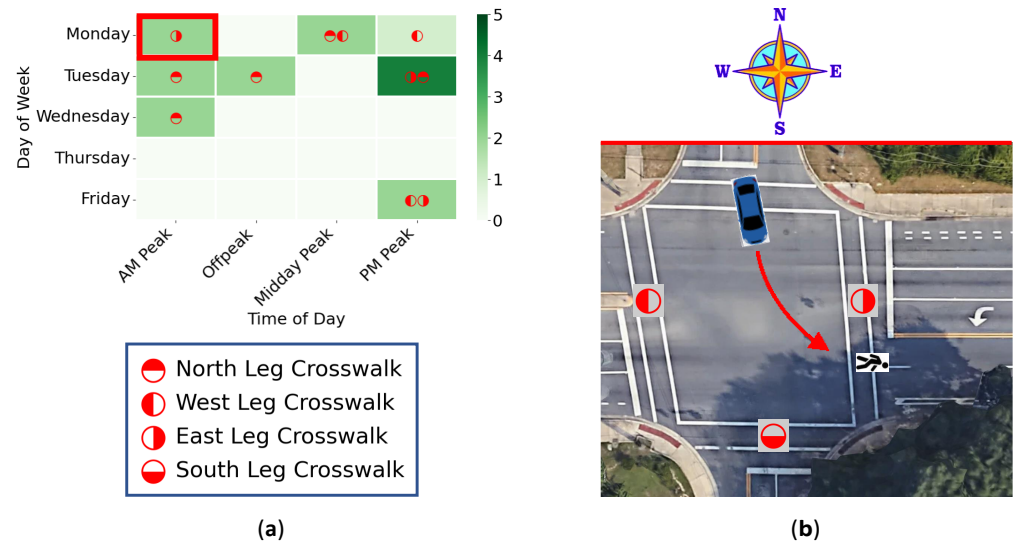 Day of Week
Monday
Tuesday
Wednesday
Thursday
Friday
AM Peak
Offpeak
Midday Peak
PM Peak
Time of Day
5
4
3
2
1
0
North Leg Crosswalk
West Leg Crosswalk
East Leg Crosswalk
South Leg Crosswalk
(a)
N
W E
S
(b)